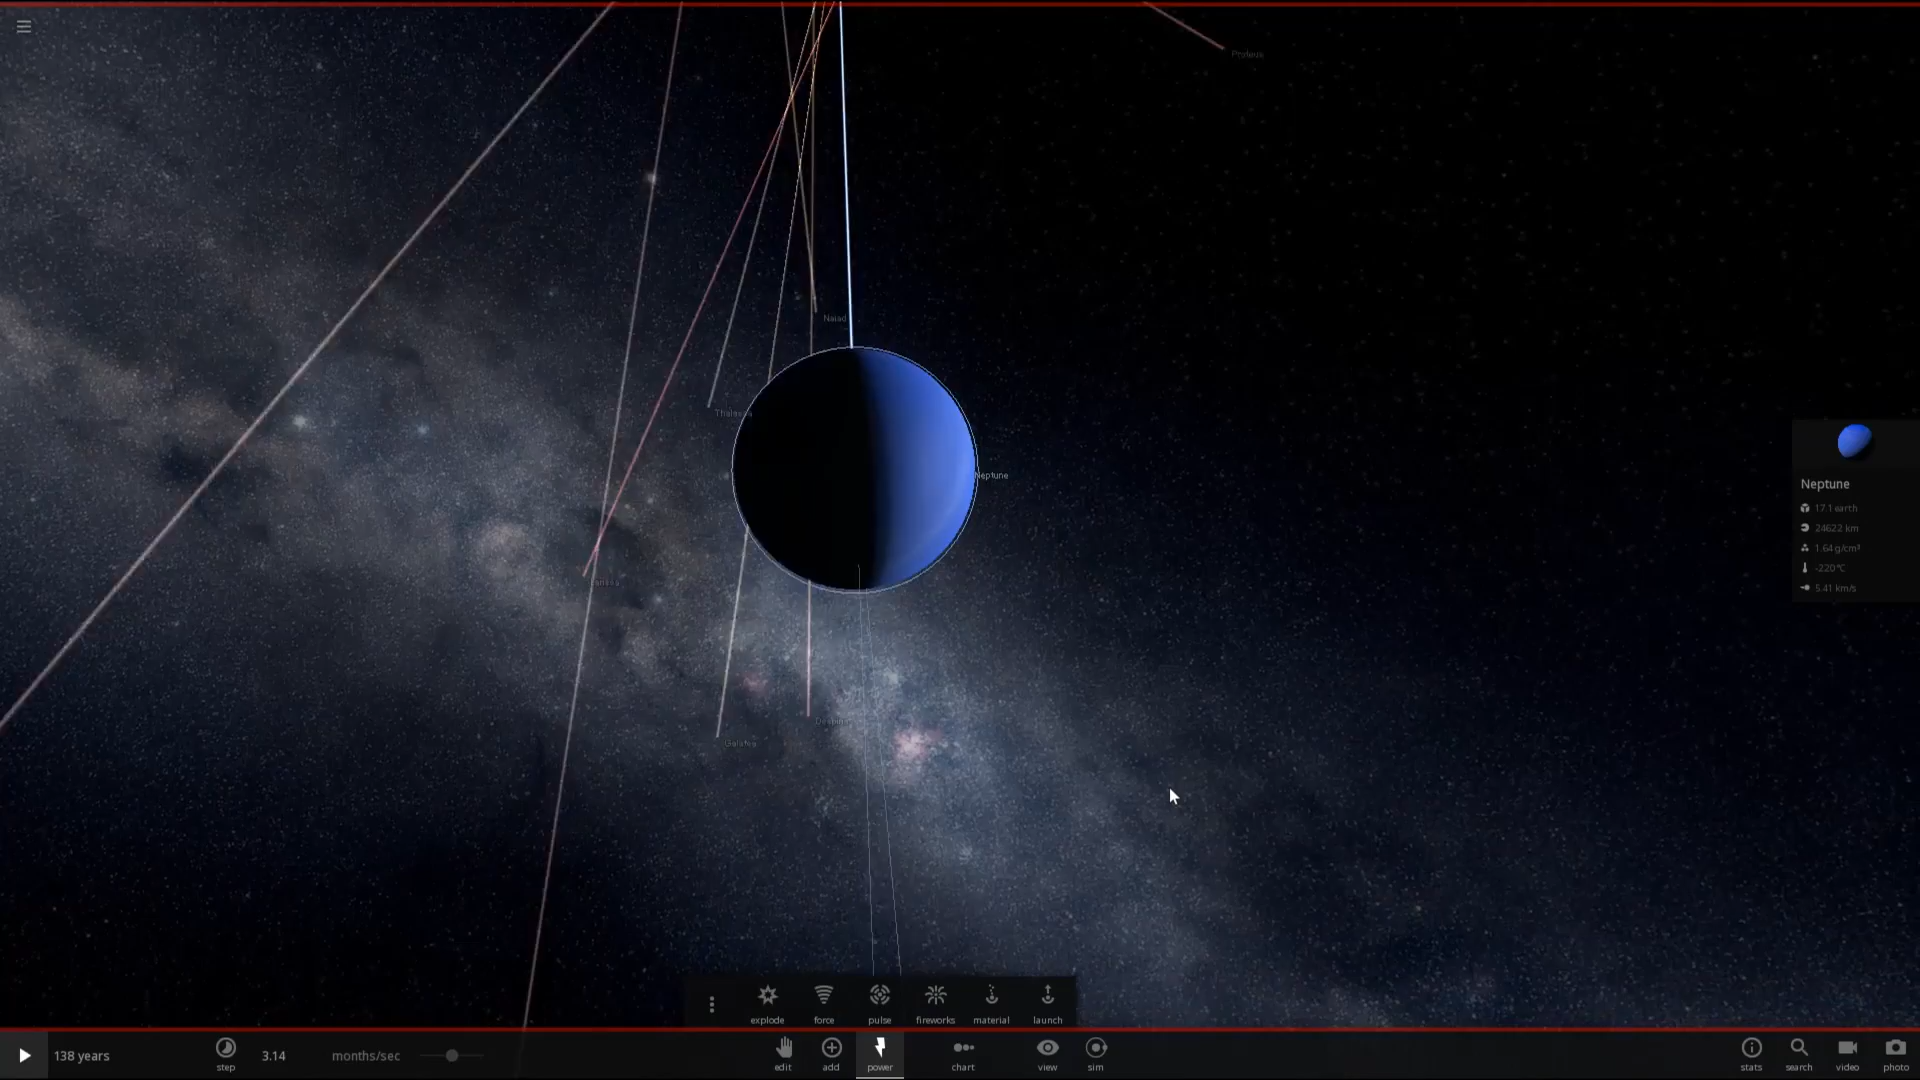 Proteus
Naiad
Thalassa
Neptune
Larissa
Despina
Galatea
Neptune
17.1 earth
24622 km
1.64 g/cm³
-220°C
5.41 km/s
explode
force
pulse
fireworks
material
launch
138 years
step
3.14
months/sec
edit
add
power
chart
view
sim
stats
search
video
photo